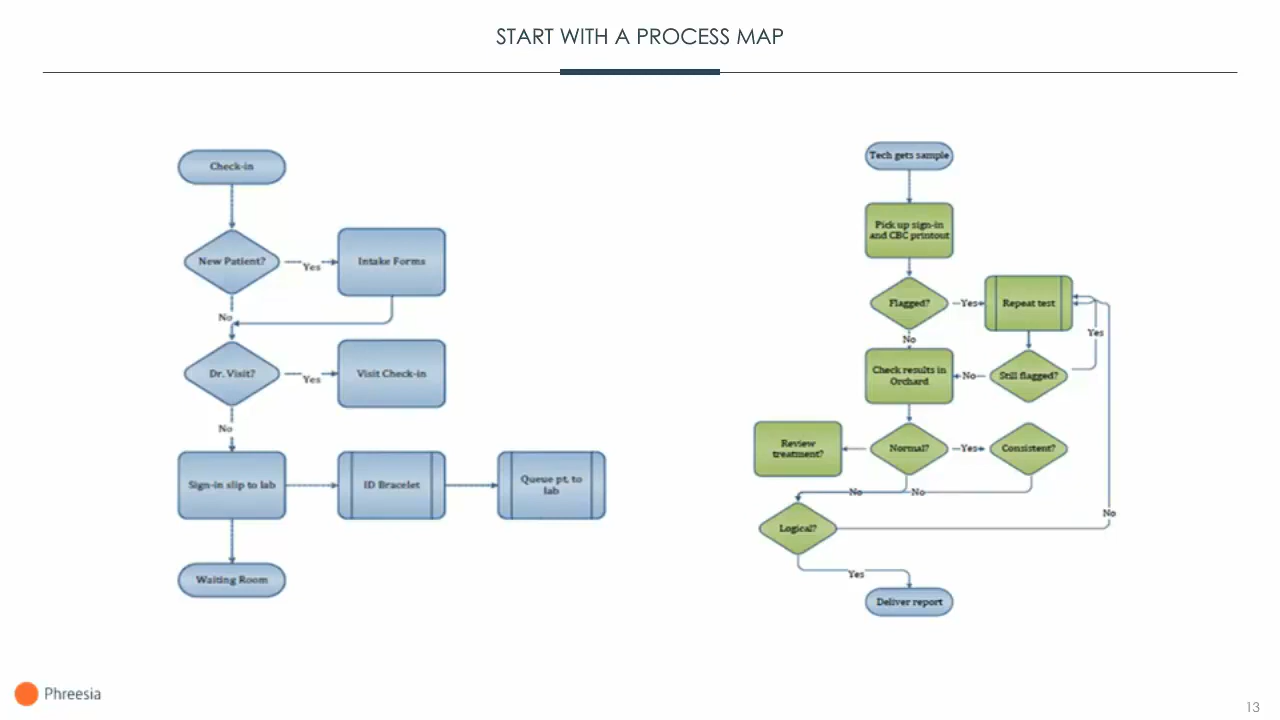 START WITH A PROCESS MAP
Check-in
New Patient?
Yes
Intake Forms
No
Dr. Visit?
Yes
Visit Check-in
No
Sign-in slip to lab
ID Bracelet
Queue pt. to
lab
Waiting Room
Tech gets sample
Pick up sign-in
and CBC printout
Flagged?
Yes
Repeat test
Yes
No
Check results in
Orchard
No
Still flagged?
Review
treatment?
Normal?
Yes
Consistent?
No
No
No
Logical?
Yes
Deliver report
Phreesia
13